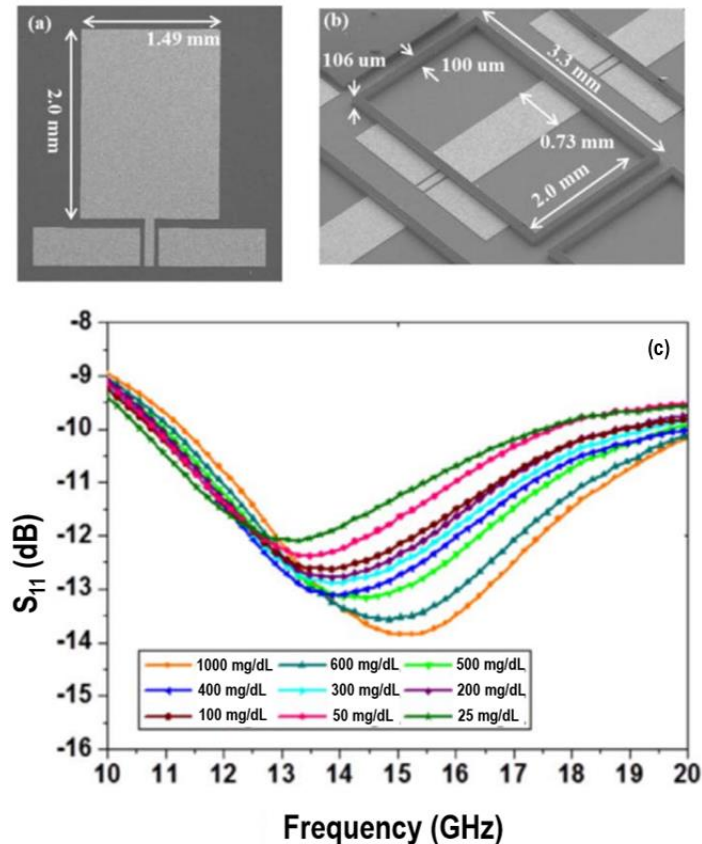 (a)
1.49 mm
2.0 mm
(b)
106 um
100 um
3.3 mm
0.73 mm
2.0 mm
(c)
S11 (dB)
-8
-9
-10
-11
-12
-13
-14
-15
-16
1000 mg/dL 600 mg/dL 500 mg/dL
400 mg/dL 300 mg/dL 200 mg/dL
100 mg/dL 50 mg/dL 25 mg/dL
10 11 12 13 14 15 16 17 18 19 20
Frequency (GHz)